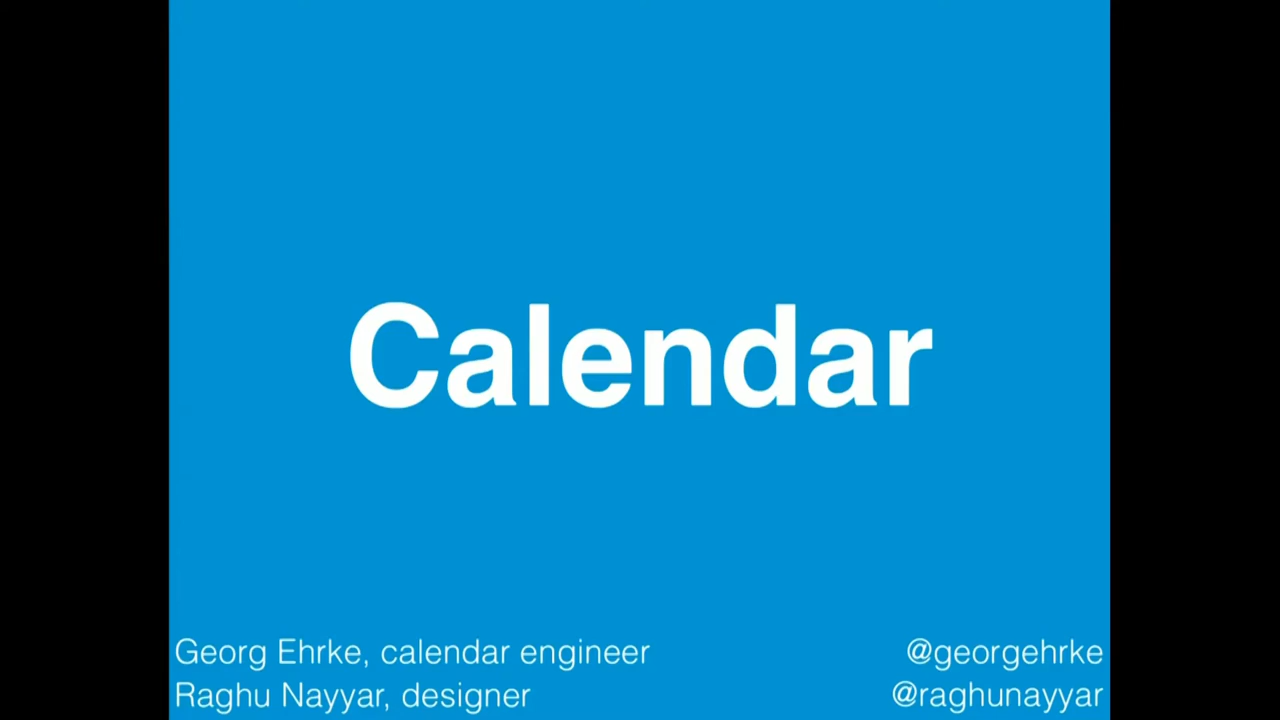 Calendar
Georg Ehrke, calendar engineer
@georgehrke
Raghu Nayyar, designer
@raghunayyar